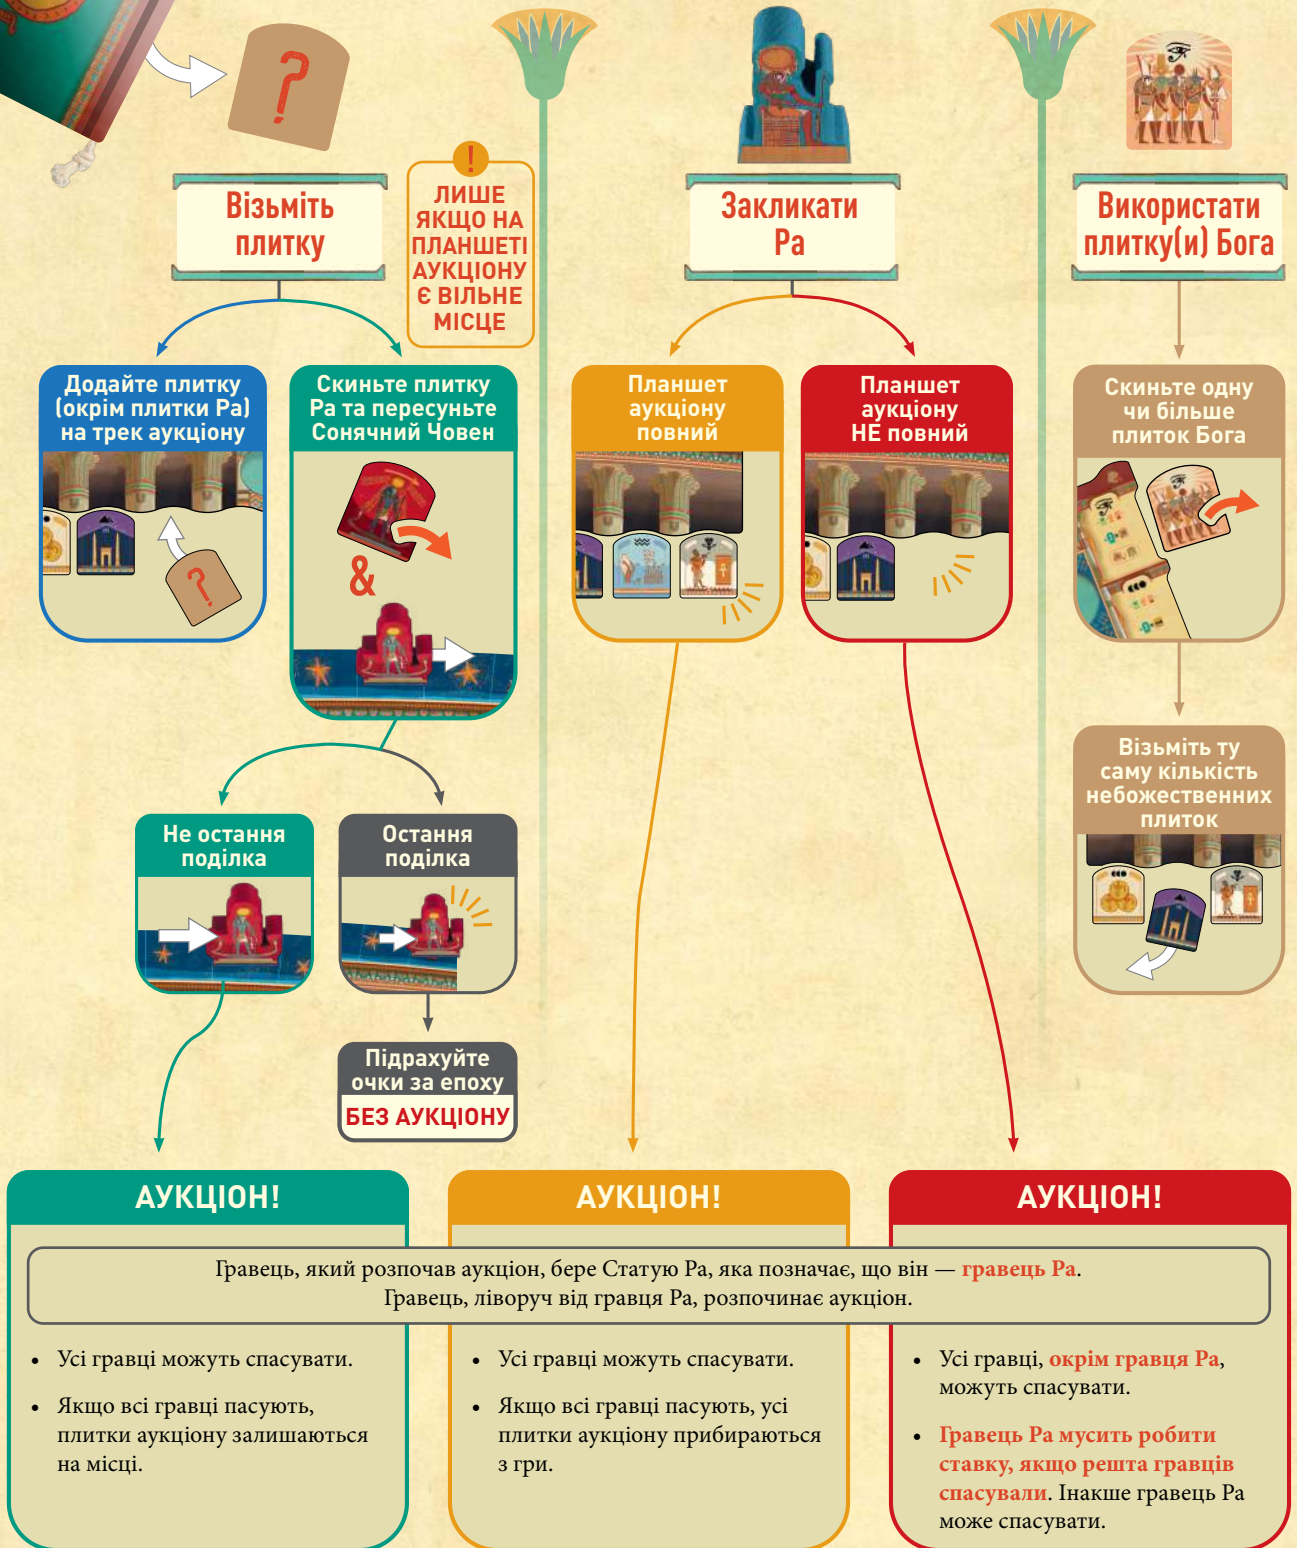 Візьміть
плитку
!
ЛИШЕ
ЯКЩО НА
ПЛАНШЕТІ
АУКЦІОНУ
Є ВІЛЬНЕ
МІСЦЕ
Закликати
Ра
Використати
плитку(и) Бога
Додайте плитку
(окрім плитки Ра)
на трек аукціону
Скиньте плитку
Ра та пересуньте
Сонячний Човен
&
Планшет
аукціону
повний
Планшет
аукціону
НЕ повний
Скиньте одну
чи більше
плиток Бога
Візьміть ту
саму кількість
небожественних
плиток
Не остання
поділка
Остання
поділка
Підрахуйте
очки за епоху
БЕЗ АУКЦІОНУ
АУКЦІОН!
АУКЦІОН!
АУКЦІОН!
Гравець, який розпочав аукціон, бере Статую Ра, яка позначає, що він — гравець Ра.
Гравець, ліворуч від гравця Ра, розпочинає аукціон.
• Усі гравці можуть спасувати.
• Якщо всі гравці пасують,
плитки аукціону залишаються
на місці.
• Усі гравці можуть спасувати.
• Якщо всі гравці пасують, усі
плитки аукціону прибираються
з гри.
• Усі гравці, окрім гравця Ра,
можуть спасувати.
• Гравець Ра мусить робити
ставку, якщо решта гравців
спасували. Інакше гравець Ра
може спасувати.